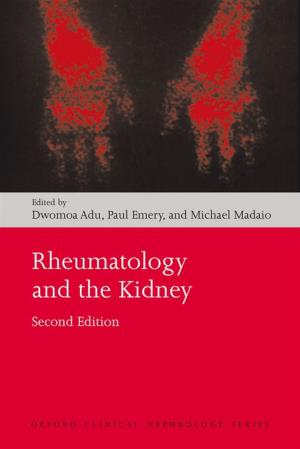 Edited by
Dwomoa Adu, Paul Emery, and Michael Madaio
Rheumatology
and the Kidney
Second Edition
OXFORD CLINICAL NEPHROLOGY SERIES